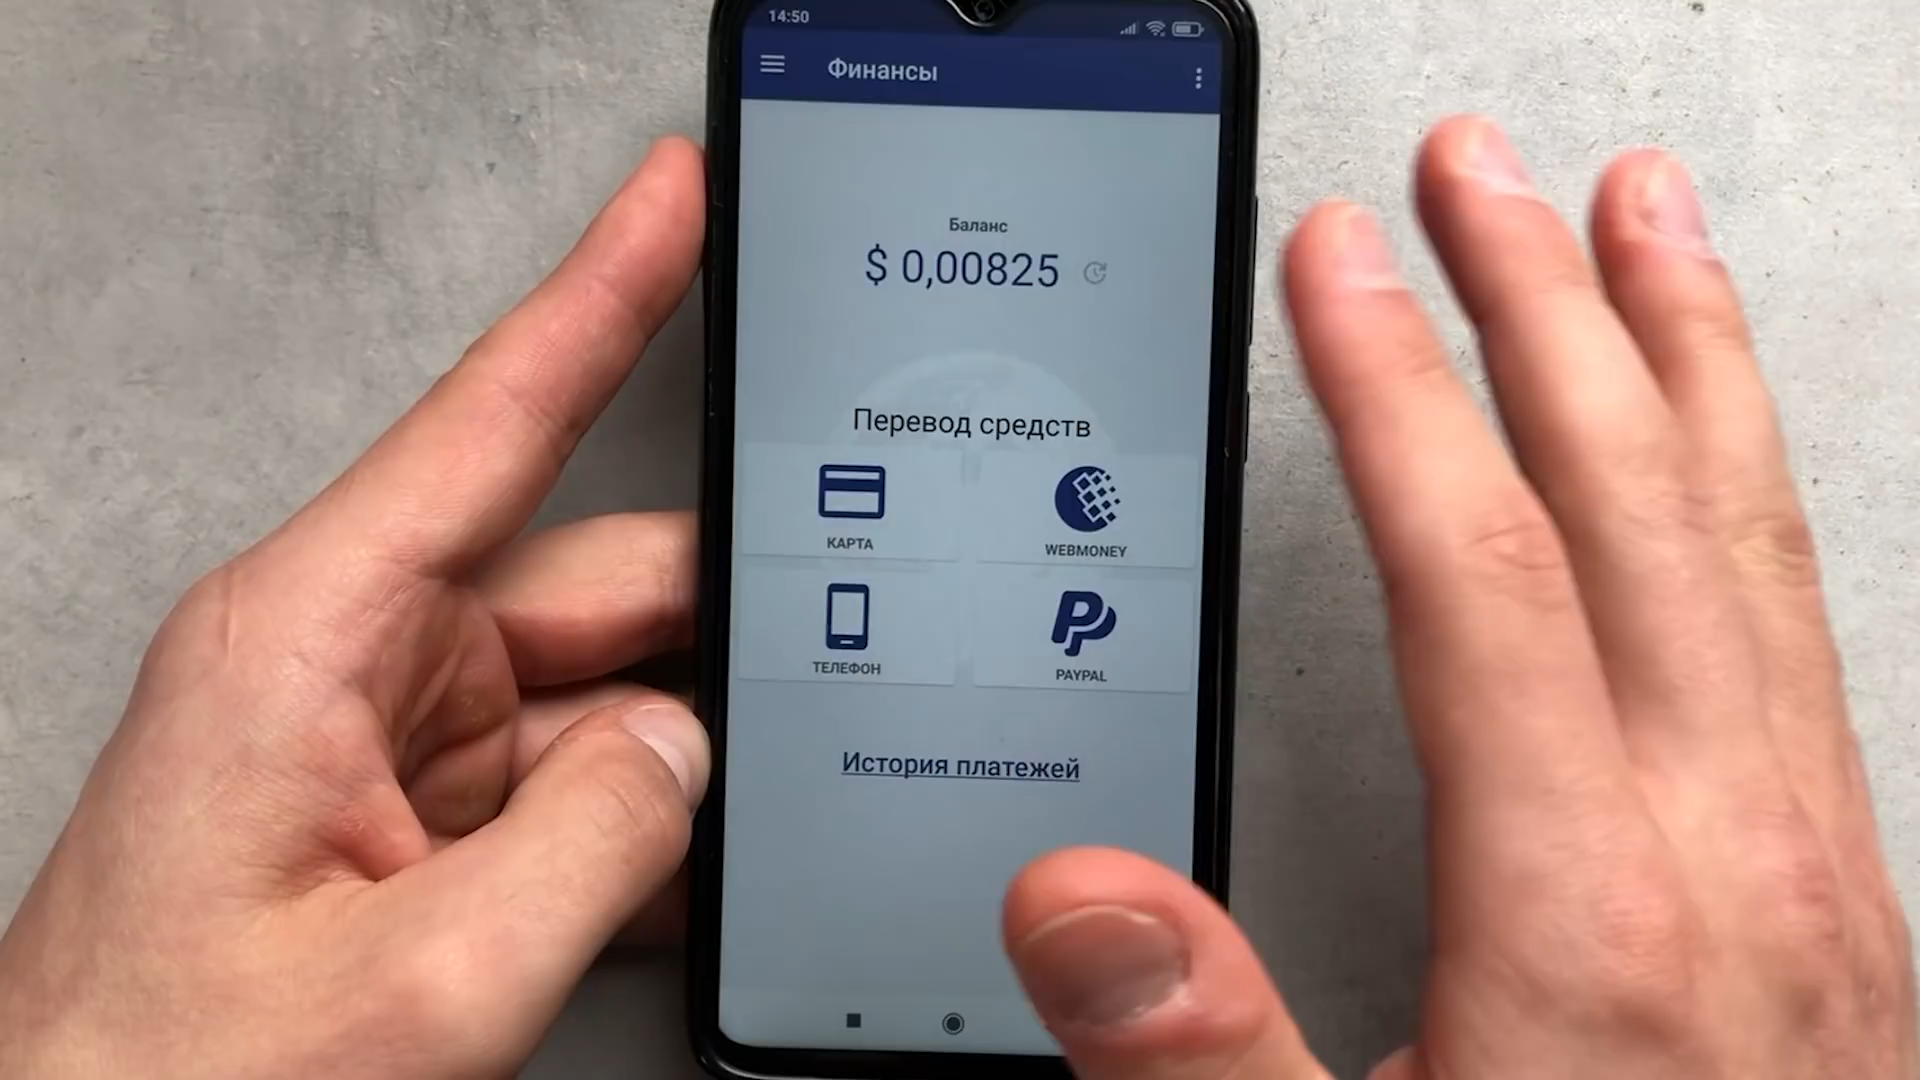 14:50
Финансы
Баланс
$ 0,00825
Перевод средств
КАРТА
WEBMONEY
ТЕЛЕФОН
PAYPAL
История платежей